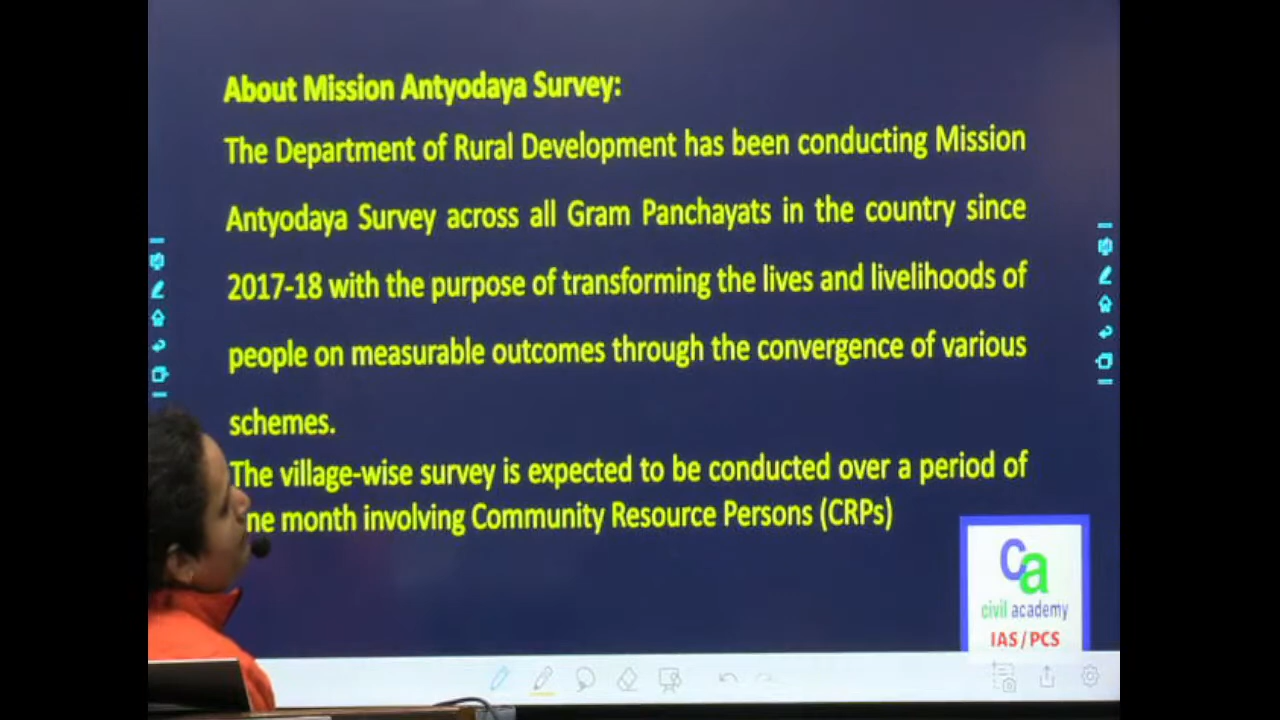 About Mission Antyodaya Survey:
The Department of Rural Development has been conducting Mission
Antyodaya Survey across all Gram Panchayats in the country since
2017-18 with the purpose of transforming the lives and livelihoods of
people on measurable outcomes through the convergence of various
schemes.
The village-wise survey is expected to be conducted over a period of
ne month involving Community Resource Persons (CRPs)
ca
civil academy
IAS/PCS